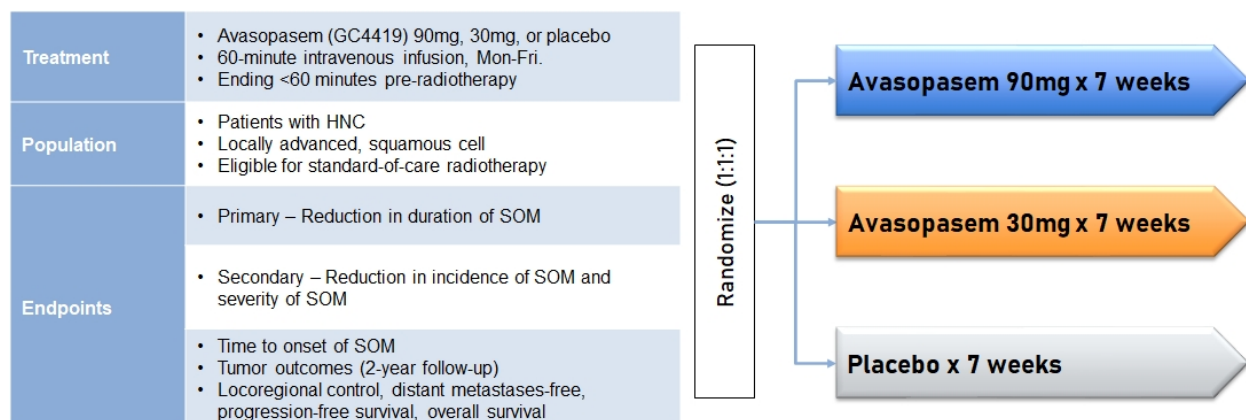 Treatment
• Avasopasem (GC4419) 90mg, 30mg, or placebo
• 60-minute intravenous infusion, Mon-Fri.
• Ending <60 minutes pre-radiotherapy
Population
• Patients with HNC
• Locally advanced, squamous cell
• Eligible for standard-of-care radiotherapy
Endpoints
• Primary – Reduction in duration of SOM
• Secondary – Reduction in incidence of SOM and
severity of SOM
• Time to onset of SOM
• Tumor outcomes (2-year follow-up)
• Locoregional control, distant metastases-free,
progression-free survival, overall survival
Randomize (1:1:1)
Avasopasem 90mg x 7 weeks
Avasopasem 30mg x 7 weeks
Placebo x 7 weeks